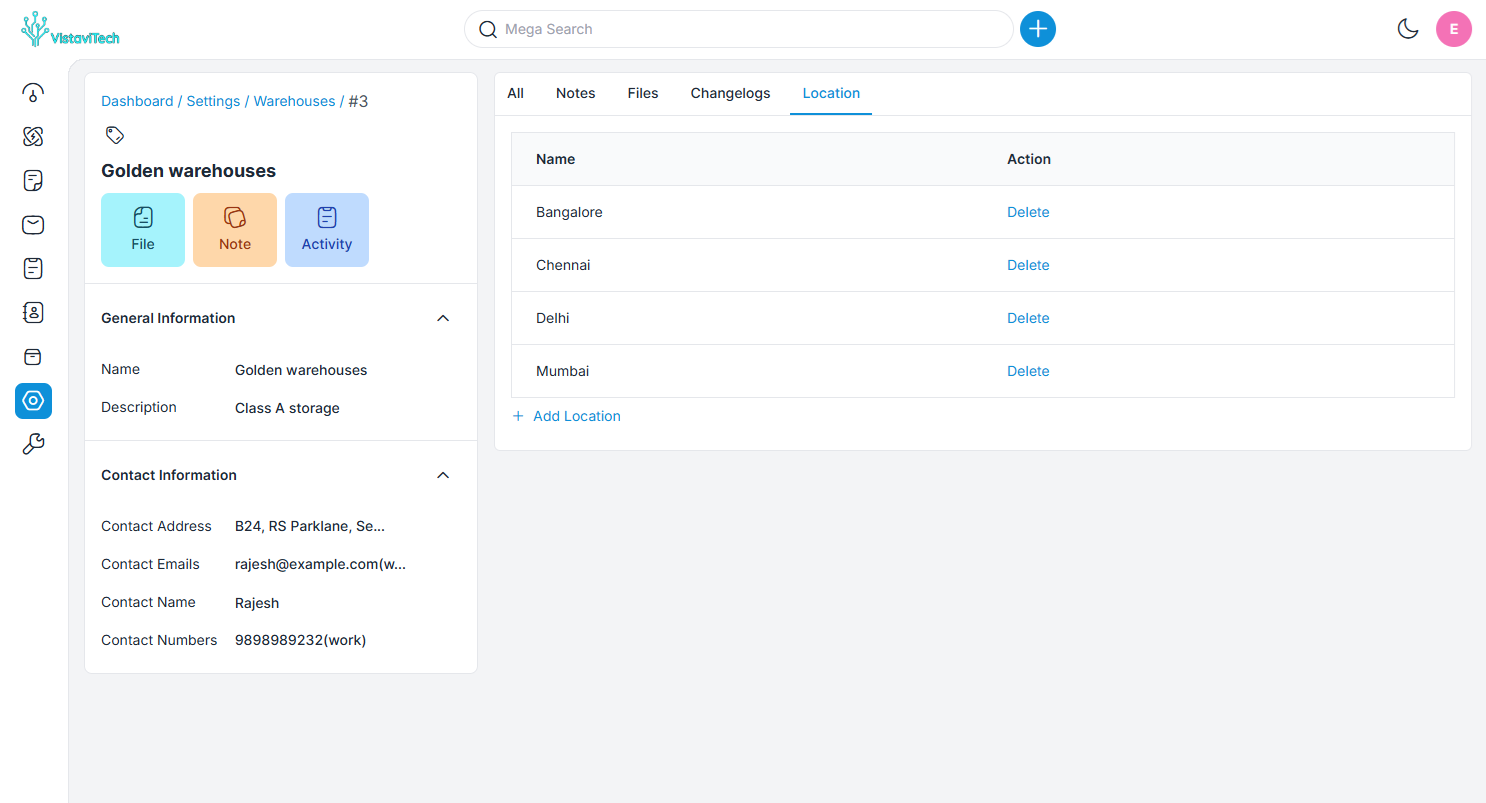 VistaviTech
Mega Search
E
Dashboard / Settings / Warehouses / #3
Golden warehouses
File
Note
Activity
General Information
Name Golden warehouses
Description Class A storage
Contact Information
Contact Address B24, RS Parklane, Se...
Contact Emails rajesh@example.com(w...
Contact Name Rajesh
Contact Numbers 9898989232(work)
All Notes Files Changelogs Location
Name Action
Bangalore Delete
Chennai Delete
Delhi Delete
Mumbai Delete
+ Add Location